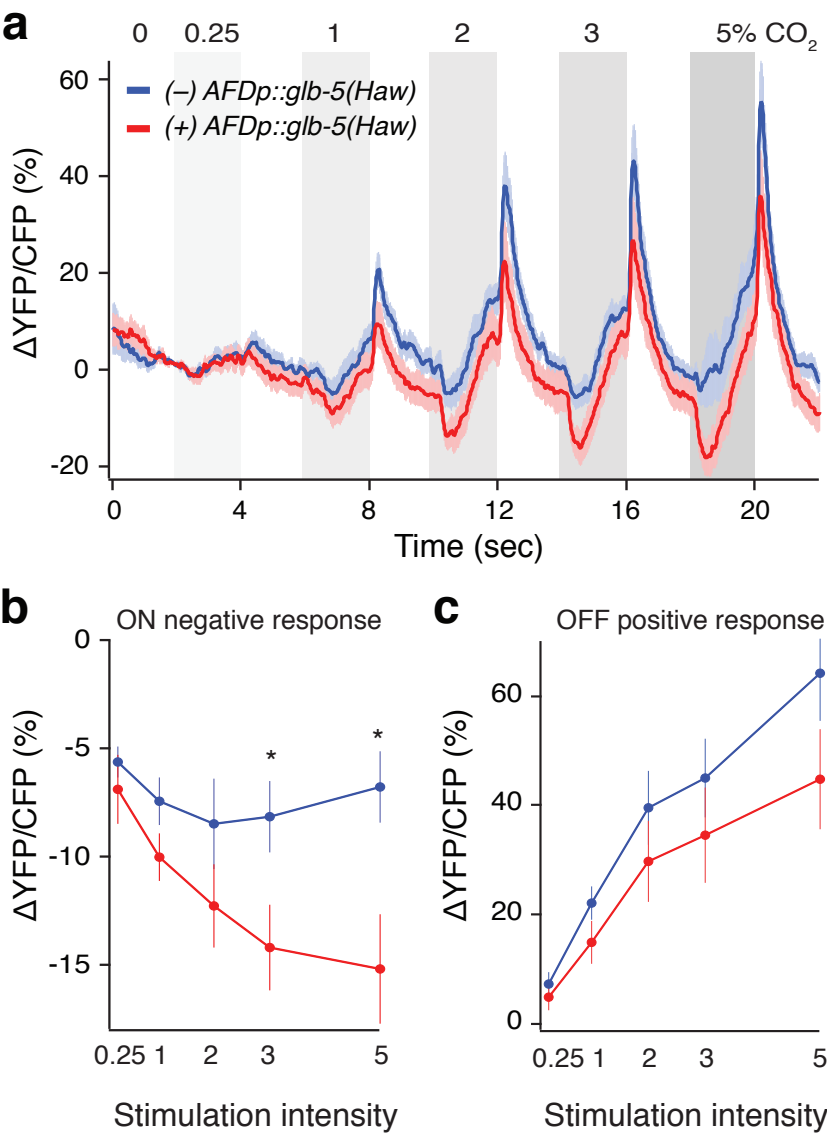 a
0 0.25 1 2 3 5% CO2
60
(–) AFDp::glb-5(Haw)
(+) AFDp::glb-5(Haw)
40
20
0
-20
ΔYFP/CFP (%)
0 4 8 12 16 20
Time (sec)
b
ON negative response
0
-5
* *
-10
-15
ΔYFP/CFP (%)
0.25 1 2 3 5
Stimulation intensity
c
OFF positive response
60
40
20
0
ΔYFP/CFP (%)
0.25 1 2 3 5
Stimulation intensity